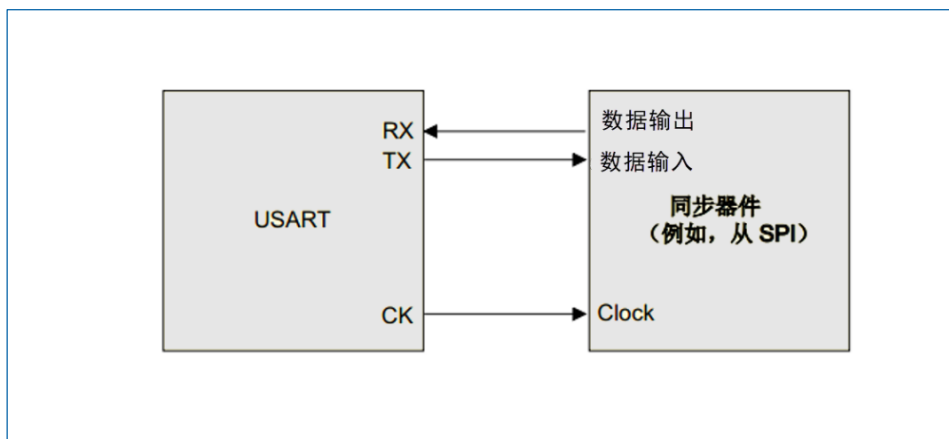 RX
TX
USART
CK
数据输出
数据输入
同步器件
（例如，从 SPI）
Clock